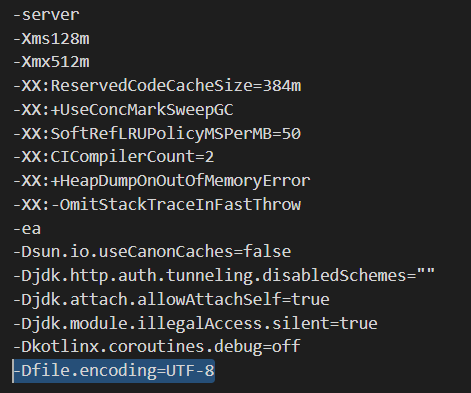 -server
-Xms128m
-Xmx512m
-XX:ReservedCodeCacheSize=384m
-XX:+UseConcMarkSweepGC
-XX:SoftRefLRUPolicyMSPerMB=50
-XX:CICompilerCount=2
-XX:+HeapDumpOnOutOfMemoryError
-XX:-OmitStackTraceInFastThrow
-ea
-Dsun.io.useCanonCaches=false
-Djdk.http.auth.tunneling.disabledSchemes=""
-Djdk.attach.allowAttachSelf=true
-Djdk.module.illegalAccess.silent=true
-Dkotlinx.coroutines.debug=off
-Dfile.encoding=UTF-8